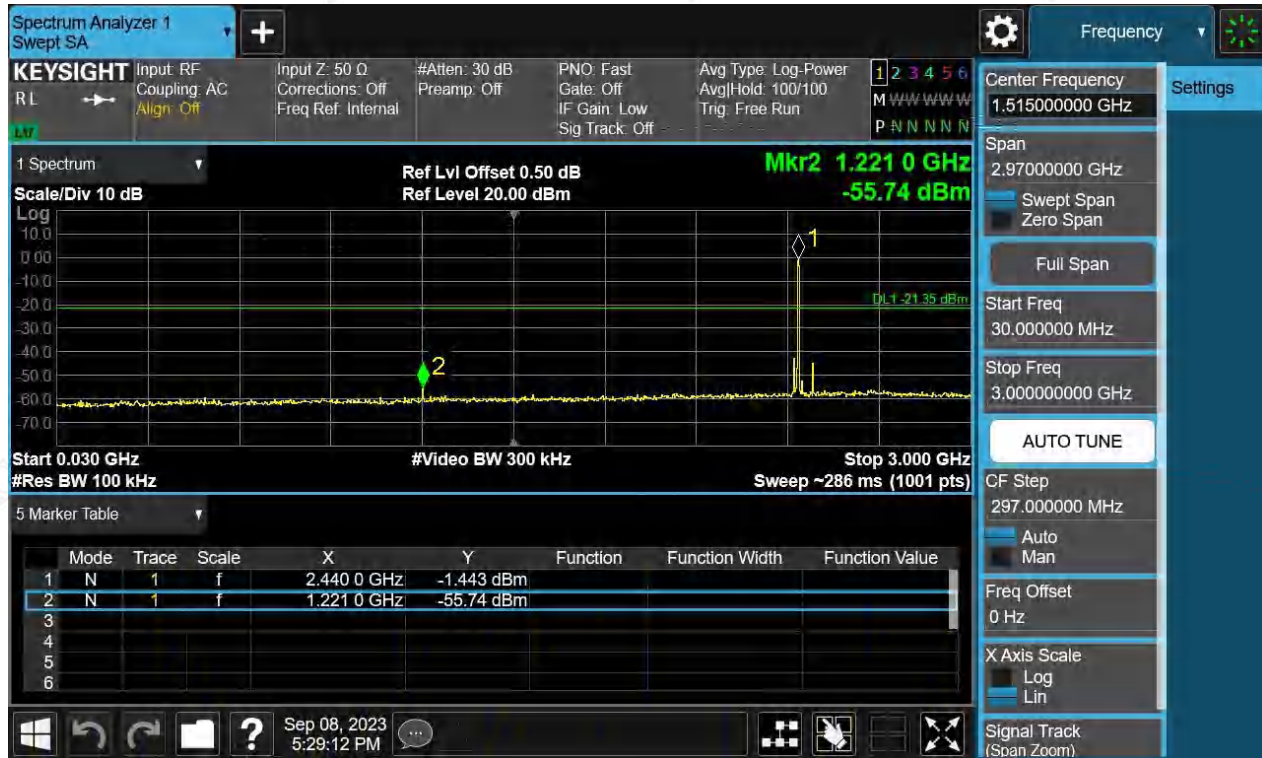 Spectrum Analyzer 1
Swept SA
+
Frequency
KEYSIGHT
RL
Input: RF
Coupling: AC
Align: Off
Input Z: 50 Ω
Corrections: Off
Freq Ref: Internal
#Atten: 30 dB
Preamp: Off
PNO: Fast
Gate: Off
IF Gain: Low
Sig Track: Off
Avg Type: Log-Power
Avg|Hold: 100/100
Trig: Free Run
1 2 3 4 5 6
M W W W W W W
P N N N N N N
1 Spectrum
Scale/Div 10 dB
Ref Lvl Offset 0.50 dB
Ref Level 20.00 dBm
Mkr2 1.221 0 GHz
-55.74 dBm
Log
10.0
0.00
-10.0
-20.0
-30.0
-40.0
-50.0
-60.0
-70.0
1
DL1 -21.35 dBm
2
Start 0.030 GHz
#Video BW 300 kHz
Stop 3.000 GHz
#Res BW 100 kHz
Sweep ~286 ms (1001 pts)
5 Marker Table
Mode Trace Scale X Y Function Function Width Function Value
1 N 1 f 2.440 0 GHz -1.443 dBm
2 N 1 f 1.221 0 GHz -55.74 dBm
3
4
5
6
Sep 08, 2023
5:29:12 PM
?
Center Frequency
1.515000000 GHz
Settings
Span
2.97000000 GHz
Swept Span
Zero Span
Full Span
Start Freq
30.000000 MHz
Stop Freq
3.000000000 GHz
AUTO TUNE
CF Step
297.000000 MHz
Auto
Man
Freq Offset
0 Hz
X Axis Scale
Log
Lin
Signal Track
(Span Zoom)